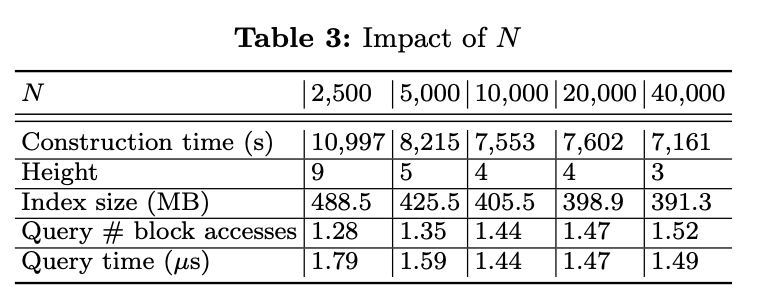 Table 3: Impact of N
N 2,500 5,000 10,000 20,000 40,000
Construction time (s) 10,997 8,215 7,553 7,602 7,161
Height 9 5 4 4 3
Index size (MB) 488.5 425.5 405.5 398.9 391.3
Query # block accesses 1.28 1.35 1.44 1.47 1.52
Query time (μs) 1.79 1.59 1.44 1.47 1.49